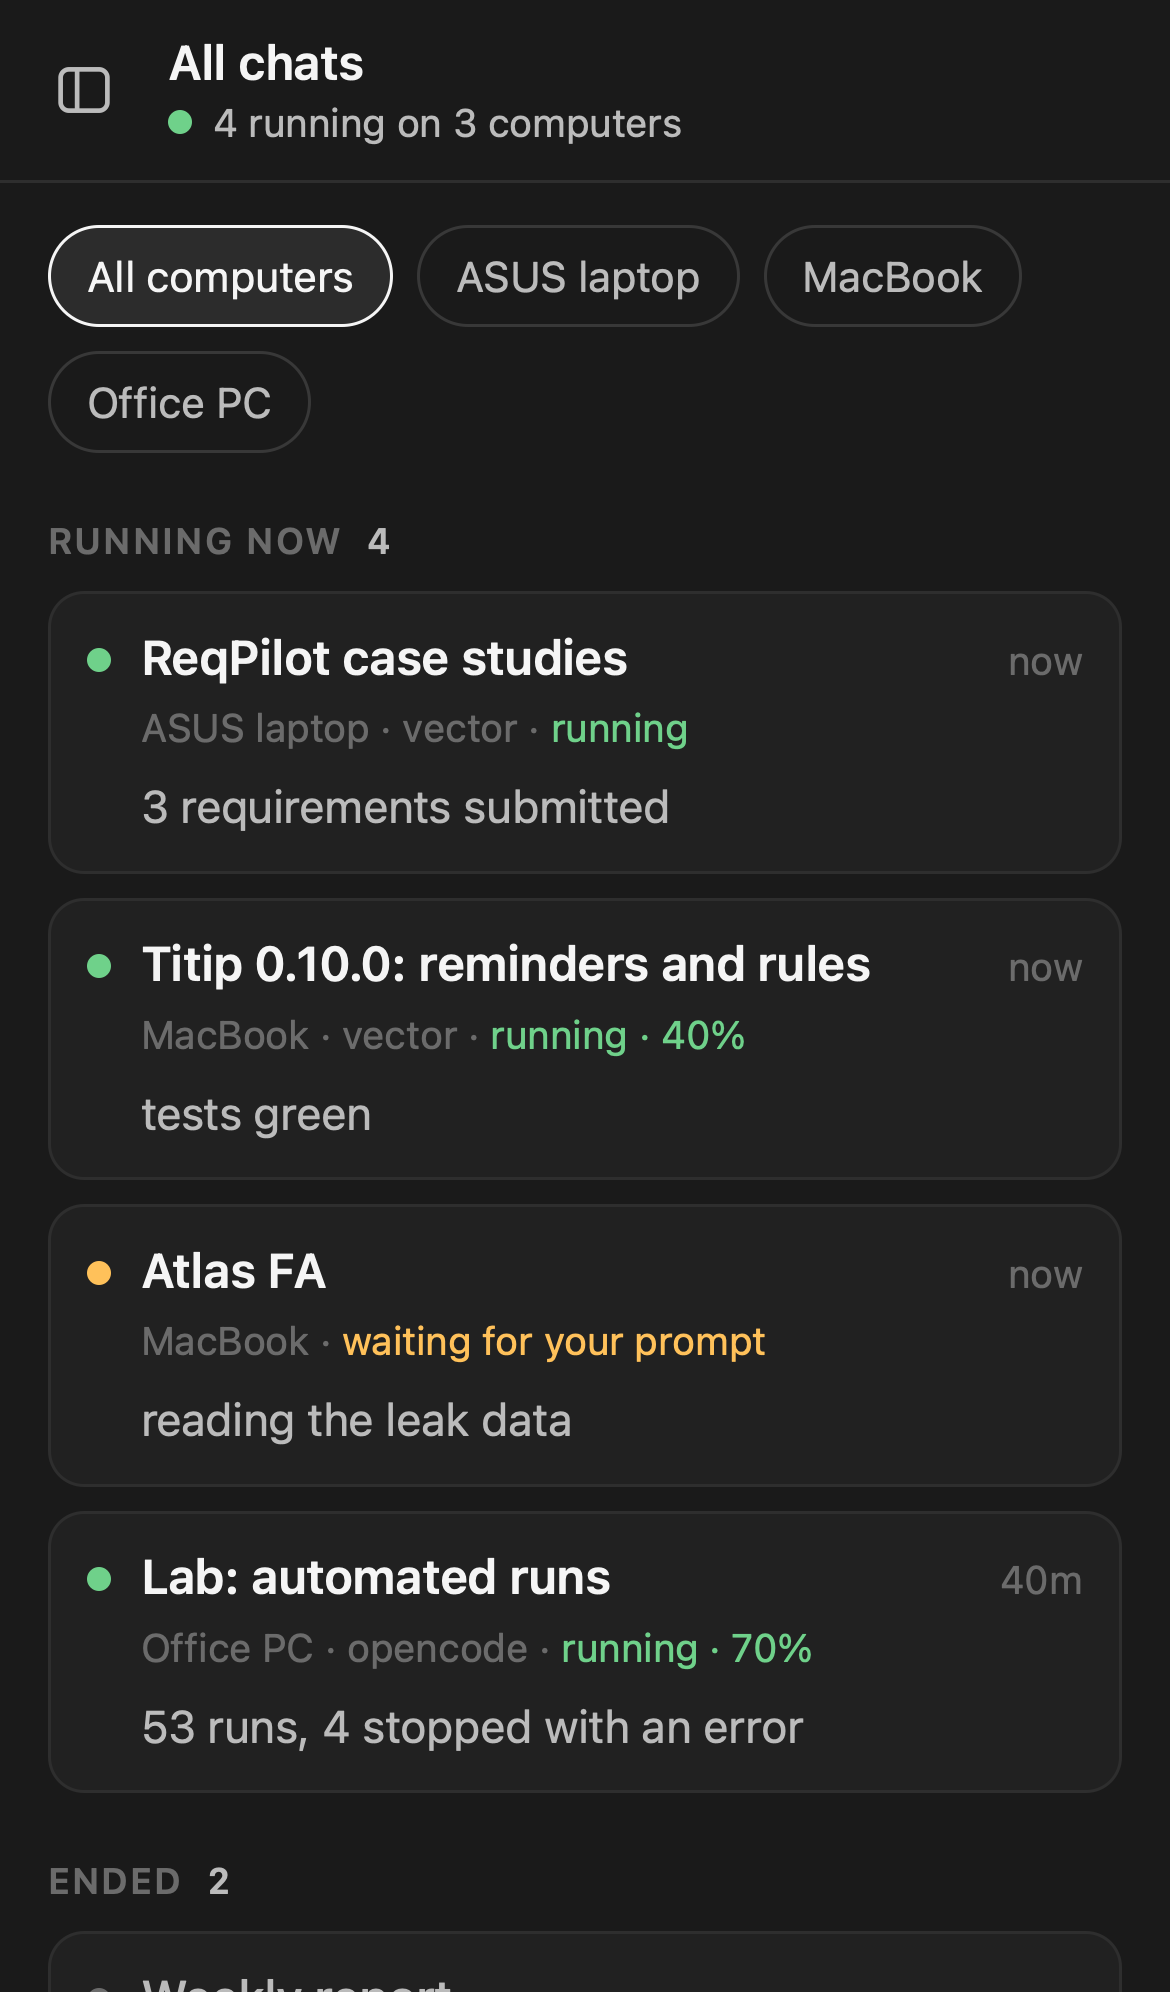 All chats
4 running on 3 computers
All computers
ASUS laptop
MacBook
Office PC
RUNNING NOW 4
ReqPilot case studies
now
ASUS laptop · vector · running
3 requirements submitted
Titip 0.10.0: reminders and rules
now
MacBook · vector · running · 40%
tests green
Atlas FA
now
MacBook · waiting for your prompt
reading the leak data
Lab: automated runs
40m
Office PC · opencode · running · 70%
53 runs, 4 stopped with an error
ENDED 2
Weekly report